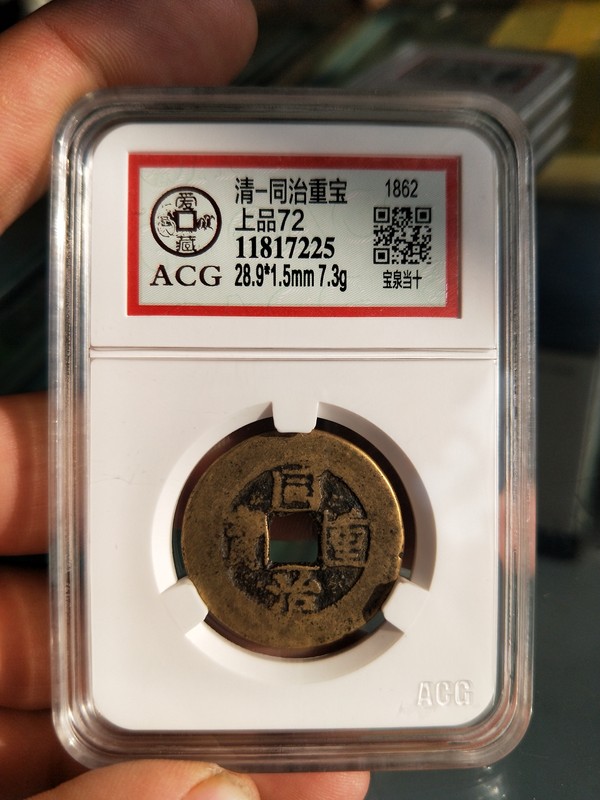 清-同治重宝
1862
上品72
11817225
28.9*1.5mm 7.3g
宝泉当十
爱
藏
ACG
同
重
治
ACG